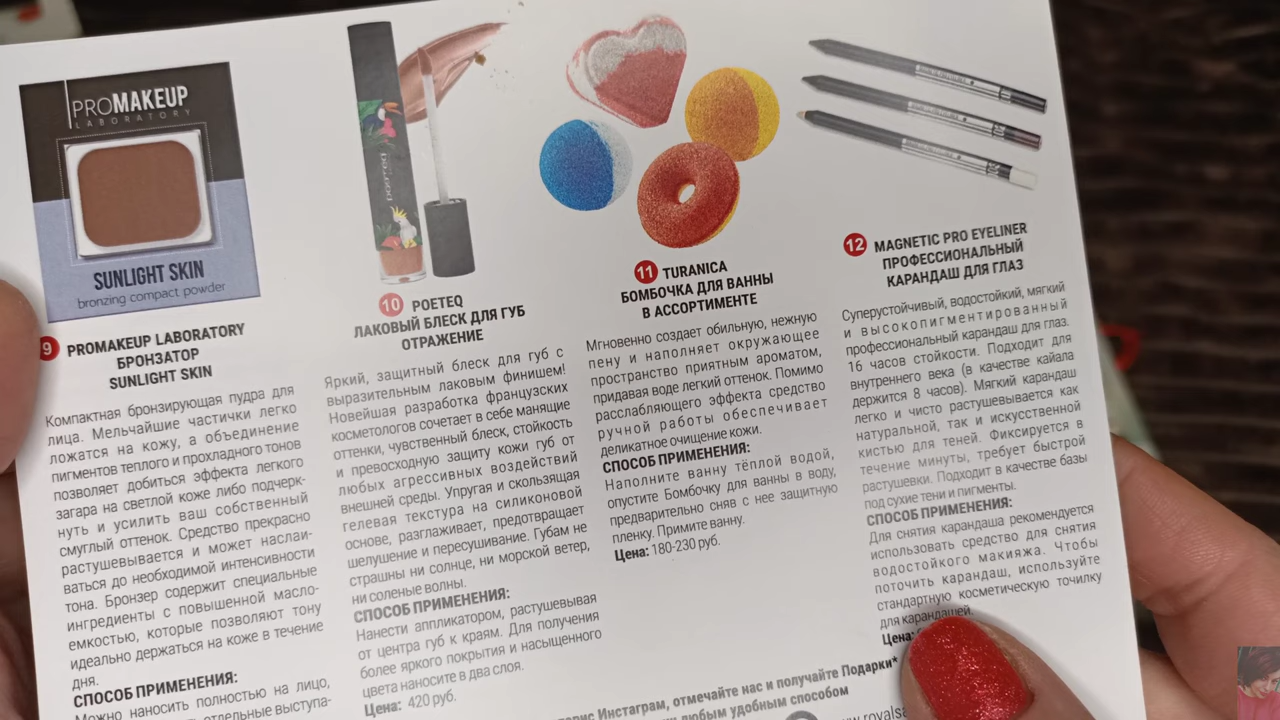 PROMAKEUP
LABORATORY
SUNLIGHT SKIN
bronzing compact powder
9 PROMAKEUP LABORATORY
БРОНЗАТОР
SUNLIGHT SKIN
Компактная бронзирующая пудра для
лица. Мельчайшие частички легко
ложатся на кожу, а объединение
пигментов теплого и прохладного тонов
позволяет добиться эффекта легкого
загара на светлой коже либо подчерк-
нуть и усилить ваш собственный
смуглый оттенок. Средство прекрасно
растушевывается и может наслаи-
ваться до необходимой интенсивности
тона. Бронзер содержит специальные
ингредиенты с повышенной масло-
емкостью, которые позволяют тону
идеально держаться на коже в течение
дня.
СПОСОБ ПРИМЕНЕНИЯ:
Можно наносить полностью на лицо,
отдельные выступа-
poeteq
10 POETEQ
ЛАКОВЫЙ БЛЕСК ДЛЯ ГУБ
ОТРАЖЕНИЕ
Яркий, защитный блеск для губ с
выразительным лаковым финишем!
Новейшая разработка французских
косметологов сочетает в себе манящие
оттенки, чувственный блеск, стойкость
и превосходную защиту кожи губ от
любых агрессивных воздействий
внешней среды. Упругая и скользящая
гелевая текстура на силиконовой
основе, разглаживает, предотвращает
шелушение и пересушивание. Губам не
страшны ни солнце, ни морской ветер,
ни соленые волны.
СПОСОБ ПРИМЕНЕНИЯ:
Нанести аппликатором, растушевывая
от центра губ к краям. Для получения
более яркого покрытия и насыщенного
цвета наносите в два слоя.
Цена: 420 руб.
11 TURANICA
БОМБОЧКА ДЛЯ ВАННЫ
В АССОРТИМЕНТЕ
Мгновенно создает обильную, нежную
пену и наполняет окружающее
пространство приятным ароматом,
придавая воде легкий оттенок. Помимо
расслабляющего эффекта средство
ручной работы обеспечивает
деликатное очищение кожи.
СПОСОБ ПРИМЕНЕНИЯ:
Наполните ванну тёплой водой,
опустите Бомбочку для ванны в воду,
предварительно сняв с нее защитную
пленку. Примите ванну.
Цена: 180-230 руб.
12 MAGNETIC PRO EYELINER
ПРОФЕССИОНАЛЬНЫЙ
КАРАНДАШ ДЛЯ ГЛАЗ
Суперустойчивый, водостойкий, мягкий
и высокопигментированный
профессиональный карандаш для глаз.
16 часов стойкости. Подходит для
внутреннего века (в качестве кайала
держится 8 часов). Мягкий карандаш
легко и чисто растушевывается как
натуральной, так и искусственной
кистью для теней. Фиксируется в
течение минуты, требует быстрой
растушевки. Подходит в качестве базы
под сухие тени и пигменты.
СПОСОБ ПРИМЕНЕНИЯ:
Для снятия карандаша рекомендуется
использовать средство для снятия
водостойкого макияжа. Чтобы
поточить карандаш, используйте
стандартную косметическую точилку
для карандашей.
Цена:
Инстаграм, отмечайте нас и получайте Подарки*
любым удобным способом